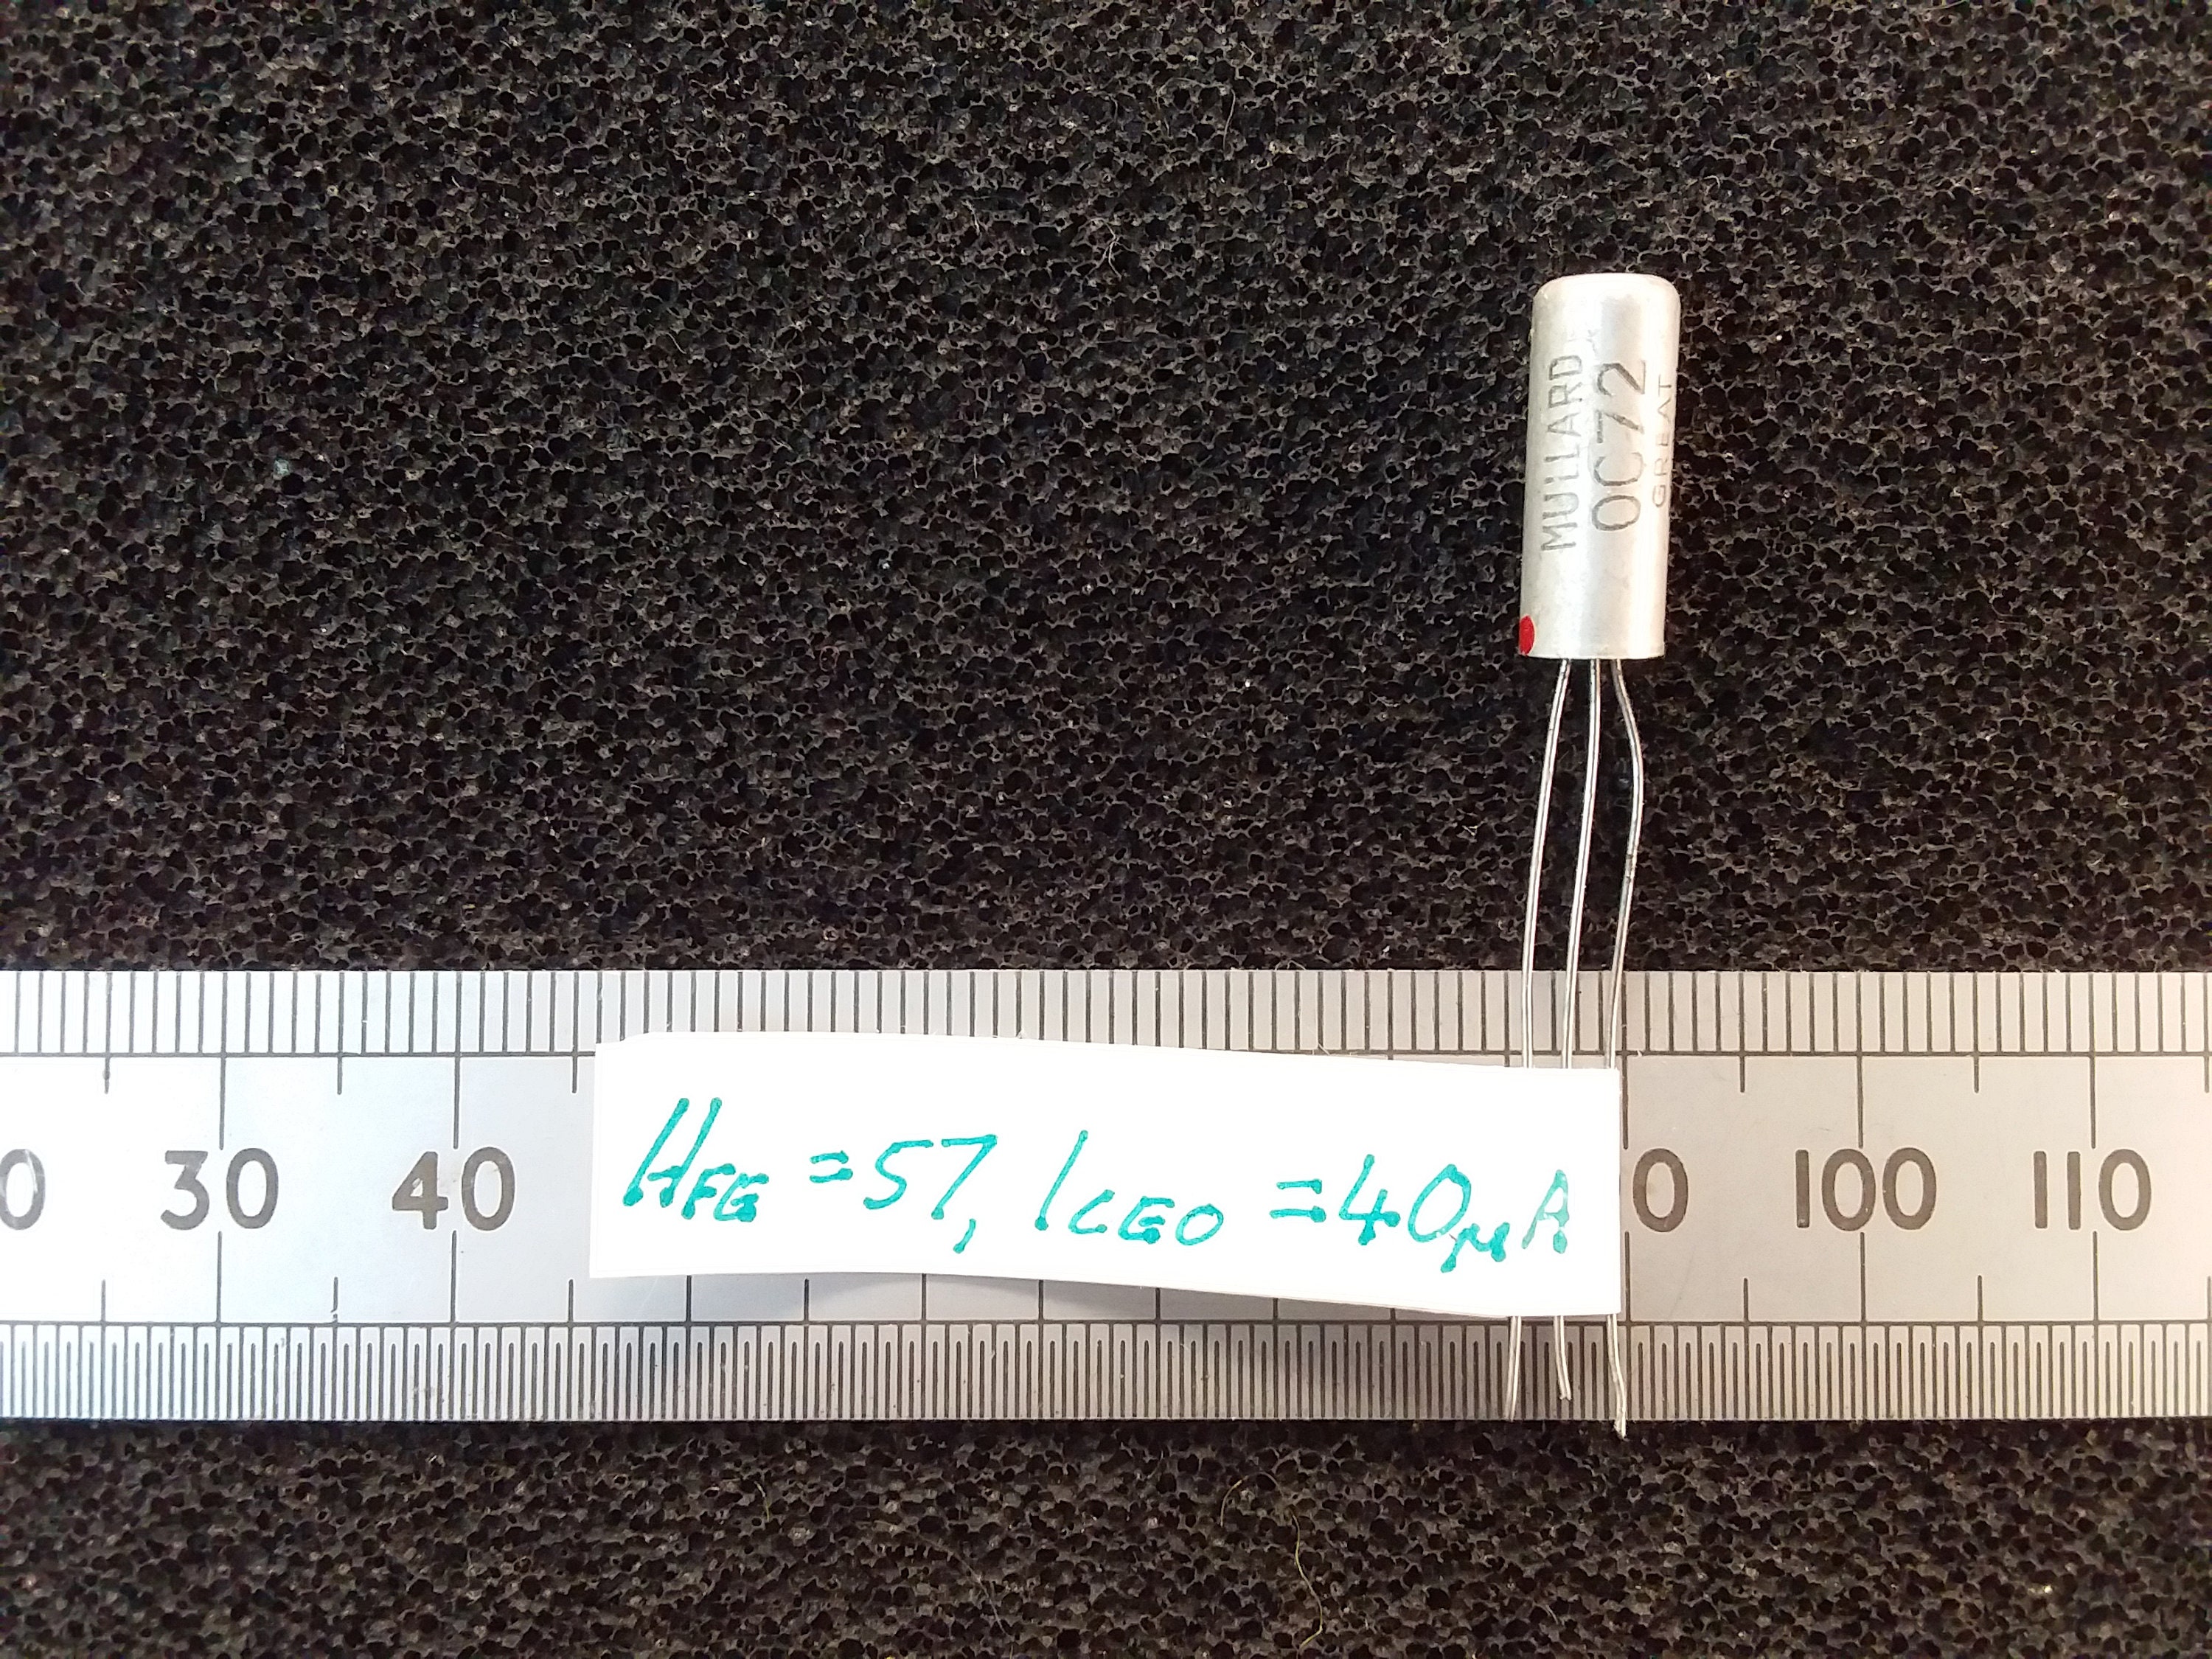 MULLARD
OC72
GREAT
0 30 40 0 100 110
HFE = 57, ICEO = 40μA